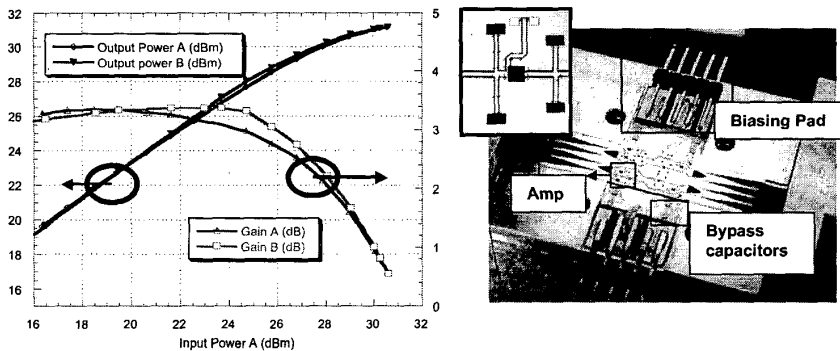 32
30
28
26
24
22
20
18
16
5
4
3
2
1
0
Output Power A (dBm)
Output power B (dBm)
Gain A (dB)
Gain B (dB)
16 18 20 22 24 26 28 30 32
Input Power A (dBm)
Biasing Pad
Amp
Bypass
capacitors